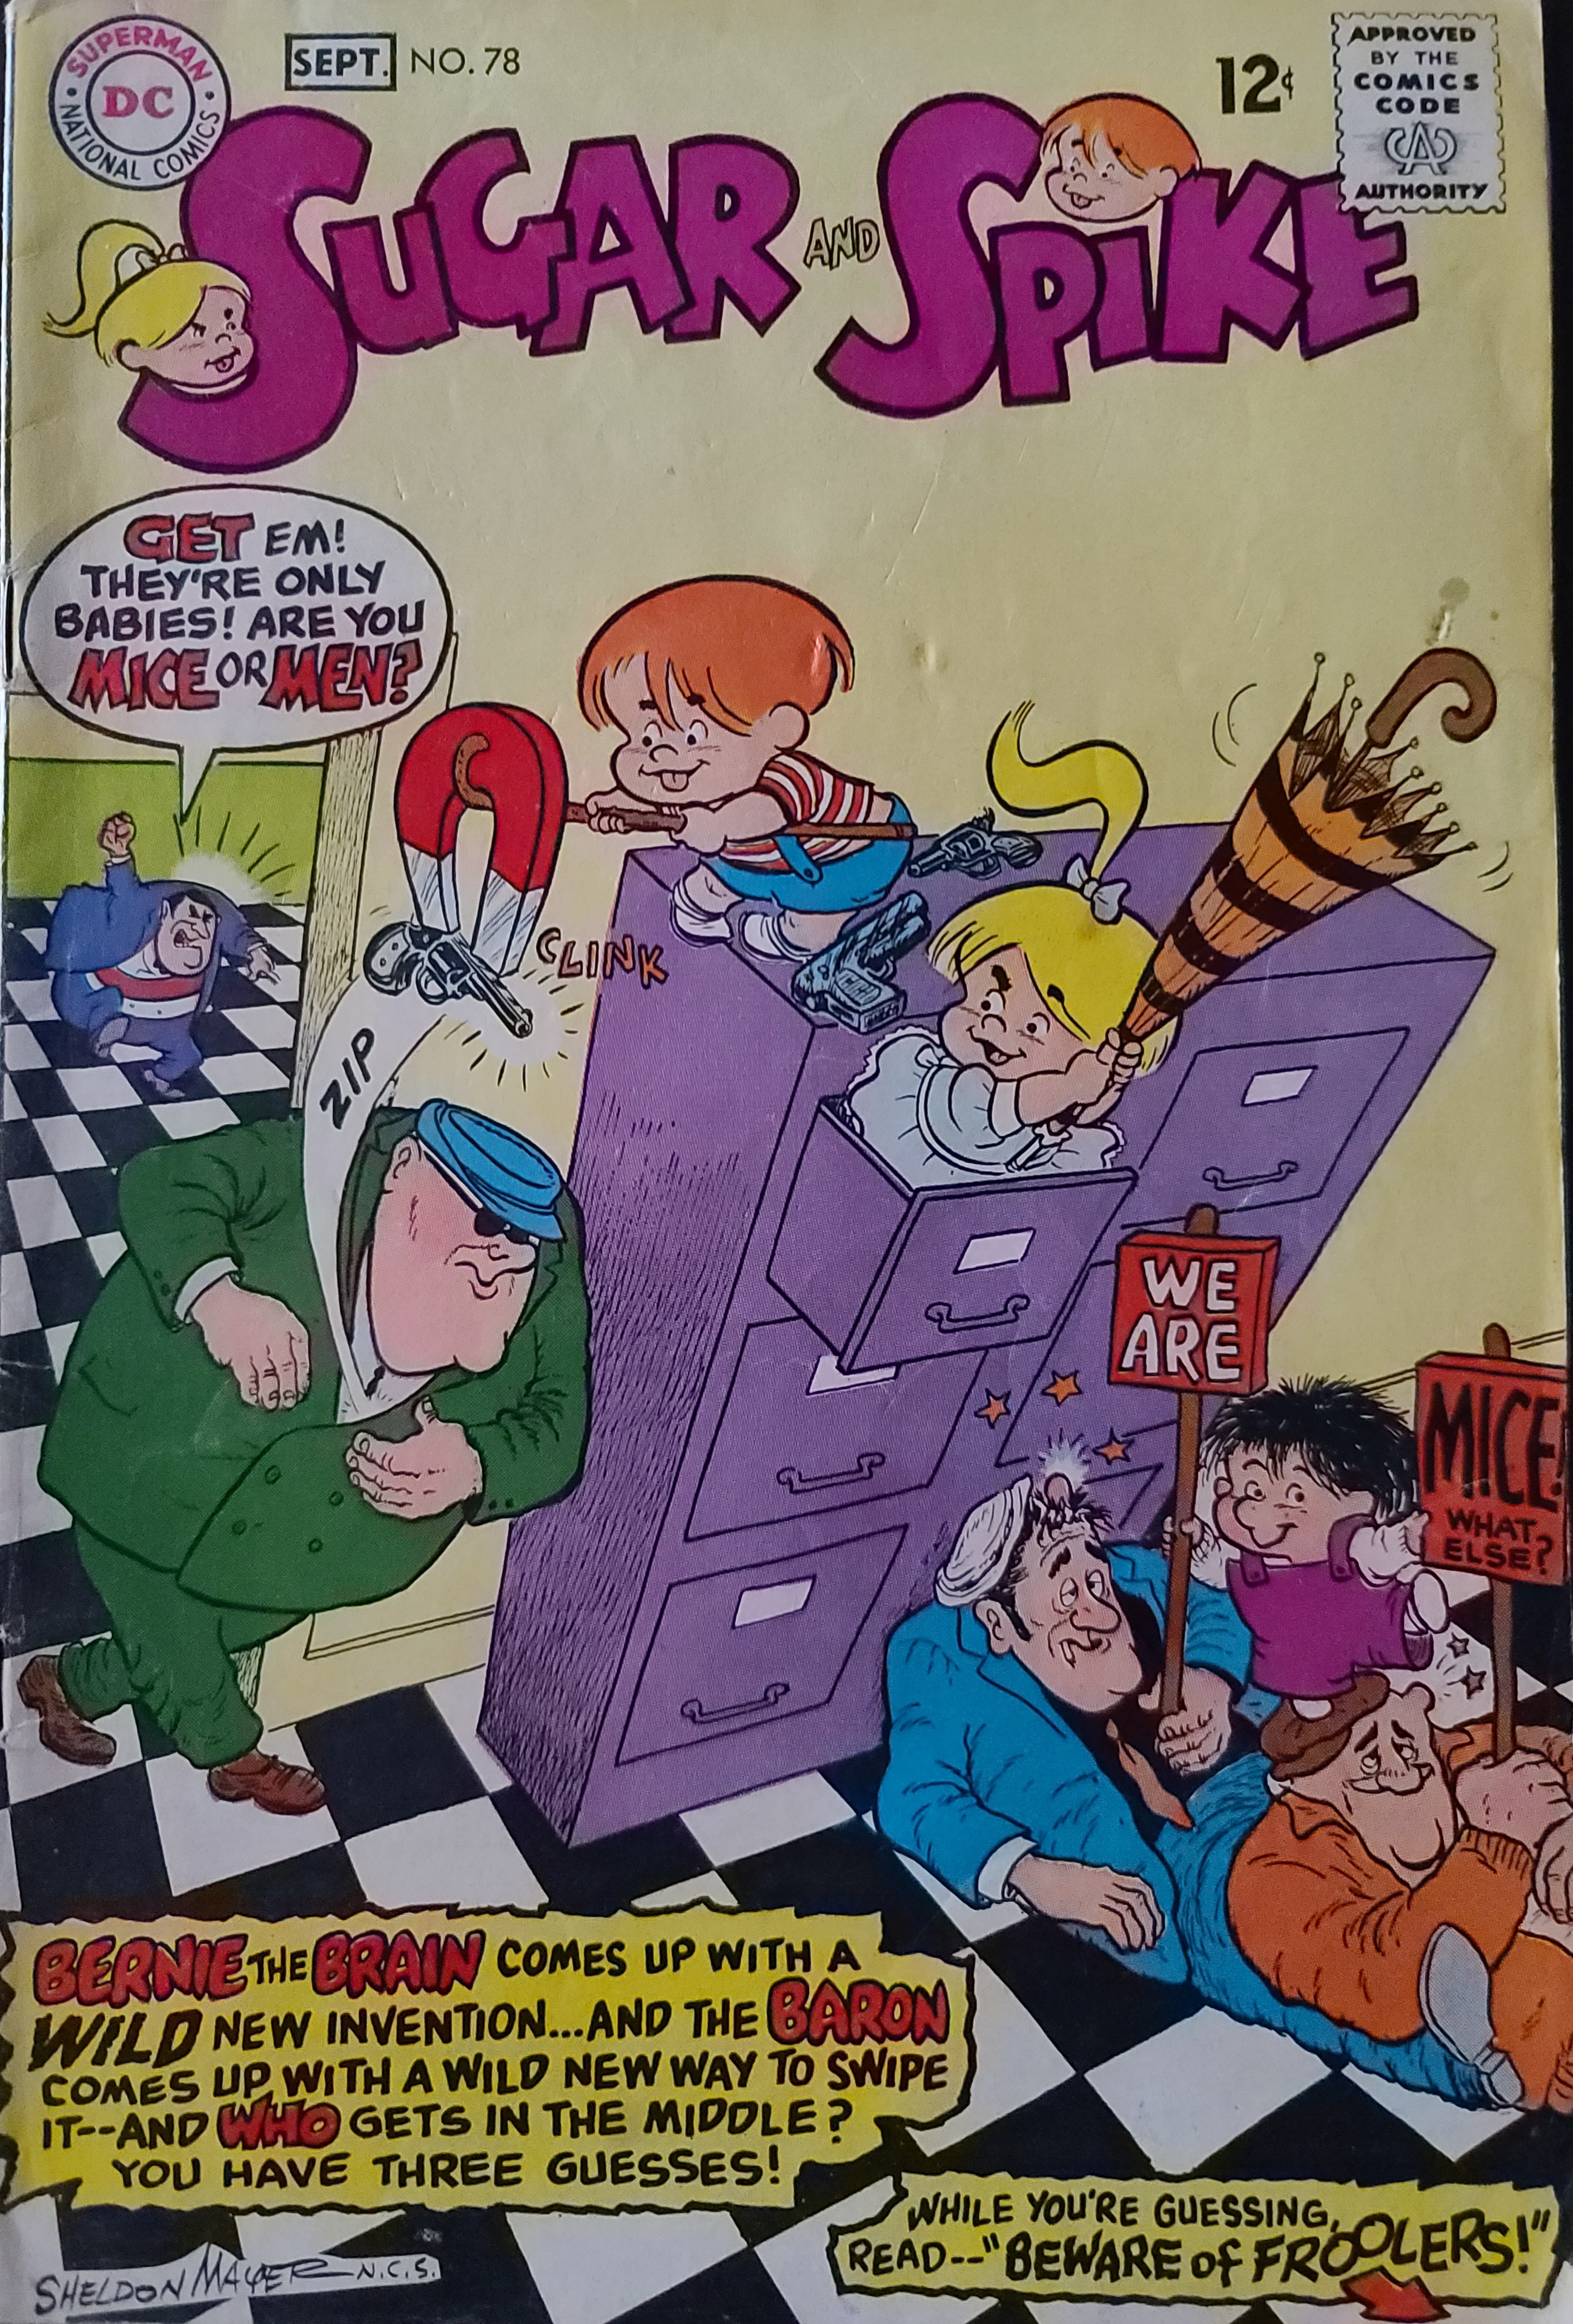 SUPERMAN
DC
NATIONAL COMICS
SEPT. NO. 78
12¢
APPROVED
BY THE
COMICS
CODE
CA
AUTHORITY
SUGAR AND SPIKE
GET EM!
THEY'RE ONLY
BABIES! ARE YOU
MICE OR MEN?
CLINK
ZIP
WE
ARE
MICE!
WHAT
ELSE?
BERNIE THE BRAIN COMES UP WITH A
WILD NEW INVENTION...AND THE BARON
COMES UP WITH A WILD NEW WAY TO SWIPE
IT--AND WHO GETS IN THE MIDDLE?
YOU HAVE THREE GUESSES!
WHILE YOU'RE GUESSING,
READ--"BEWARE of FROOLERS!"
SHELDON MAYER N.C.S.